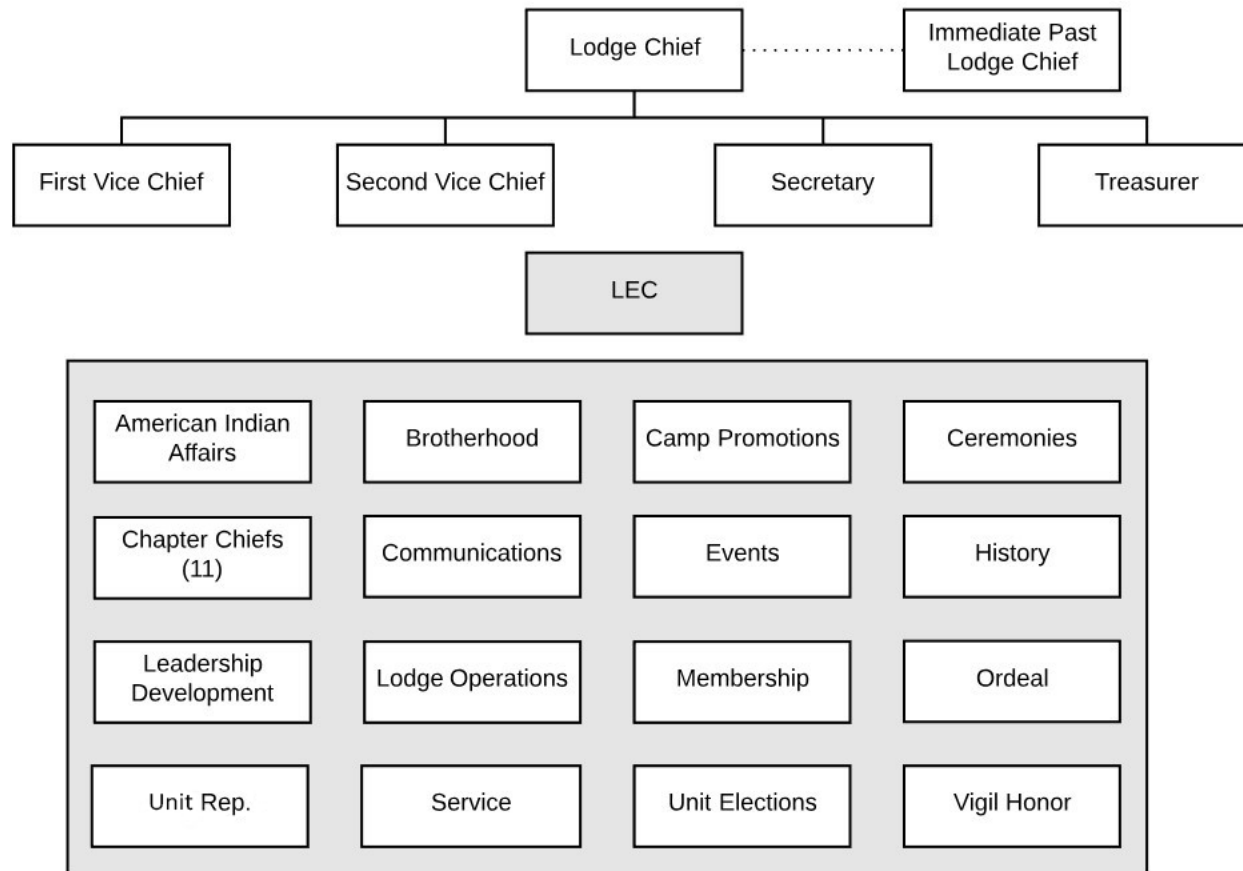 Lodge Chief
Immediate Past
Lodge Chief
First Vice Chief
Second Vice Chief
Secretary
Treasurer
LEC
American Indian
Affairs
Brotherhood
Camp Promotions
Ceremonies
Chapter Chiefs
(11)
Communications
Events
History
Leadership
Development
Lodge Operations
Membership
Ordeal
Unit Rep.
Service
Unit Elections
Vigil Honor